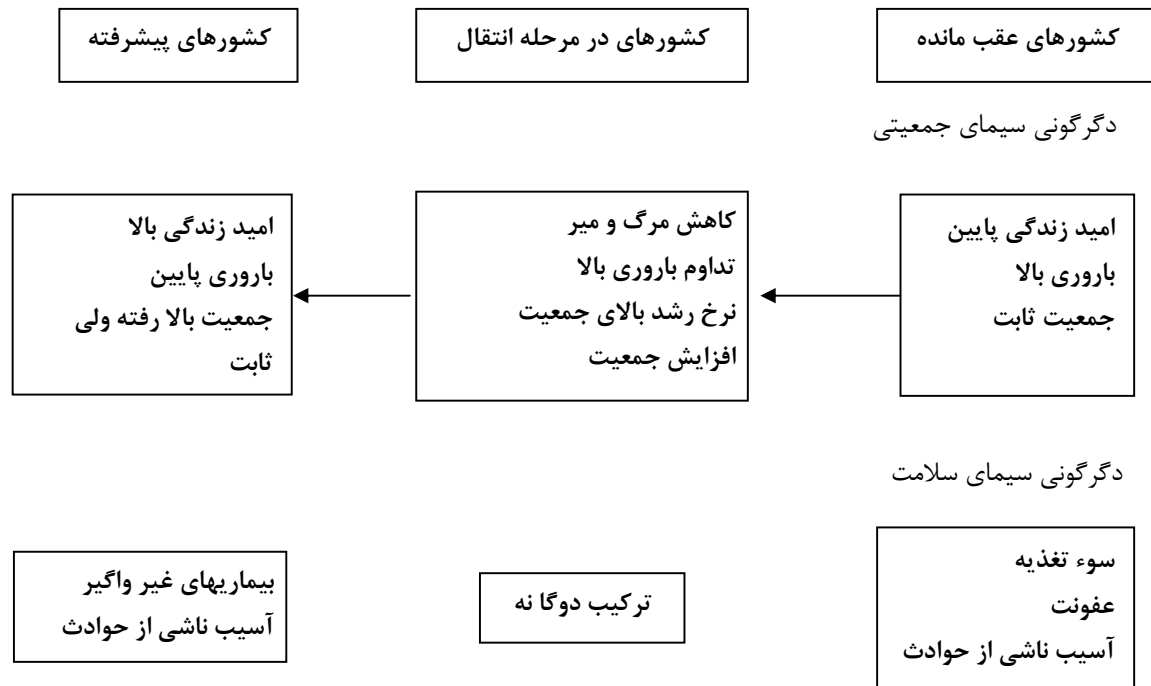 کشورهای عقب مانده
کشورهای در مرحله انتقال
کشورهای پیشرفته
دگرگونی سیمای جمعیتی
امید زندگی پایین
باروری بالا
جمعیت ثابت
کاهش مرگ و میر
تداوم باروری بالا
نرخ رشد بالای جمعیت
افزایش جمعیت
امید زندگی بالا
باروری پایین
جمعیت بالا رفته ولی
ثابت
دگرگونی سیمای سلامت
سوء تغذیه
عفونت
آسیب ناشی از حوادث
ترکیب دوگا نه
بیماریهای غیر واگیر
آسیب ناشی از حوادث